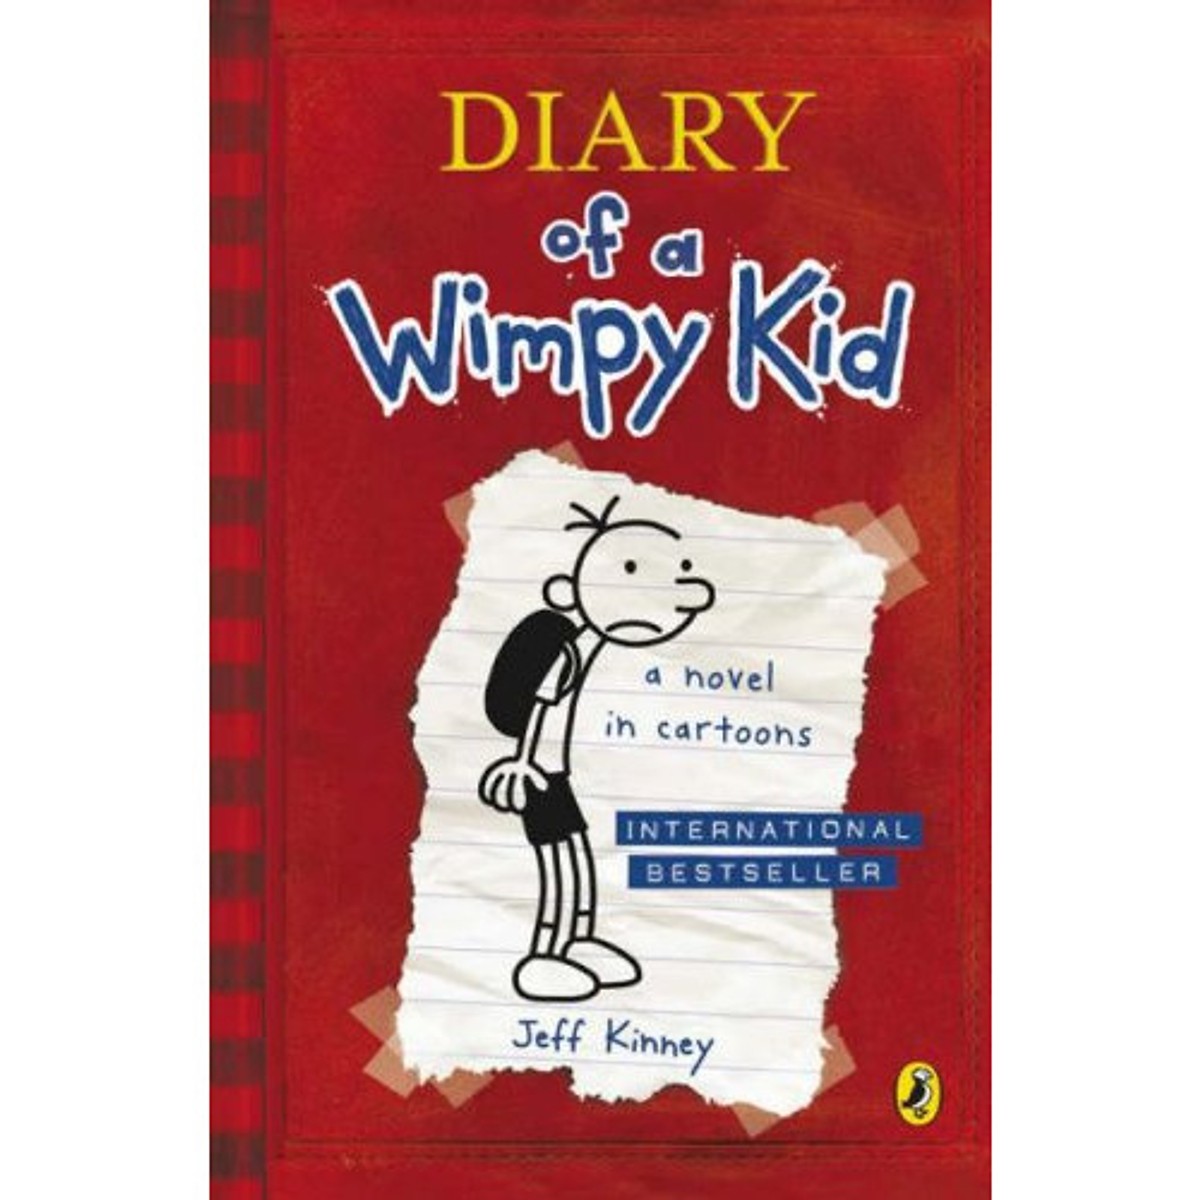 DIARY
of a
Wimpy Kid
a novel
in cartoons
INTERNATIONAL
BESTSELLER
Jeff Kinney